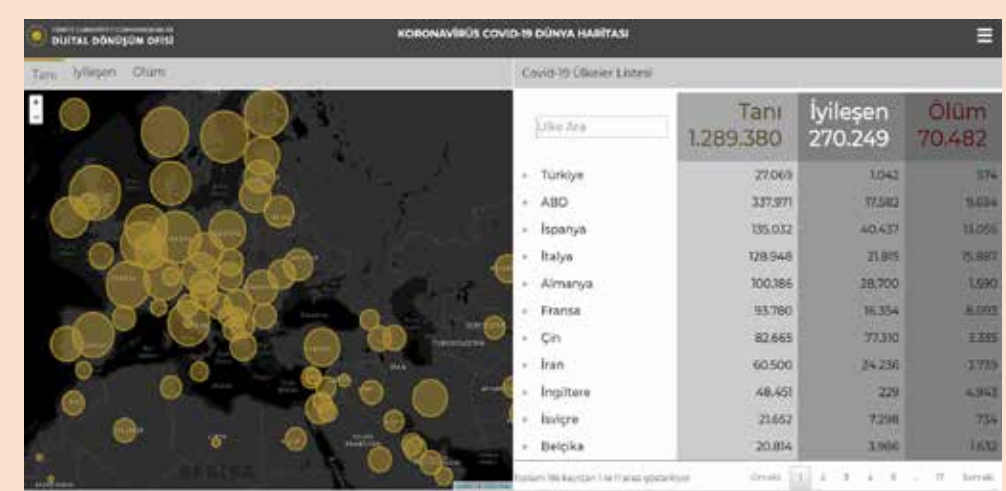 DİJİTAL DÖNÜŞÜM OFİSİ
KORONAVİRÜS COVID-19 DÜNYA HARİTASI
Tanı İyileşen Ölüm
Covid-19 Ülkeler Listesi
Ülke Ara
Tanı İyileşen Ölüm
1.289.380 270.249 70.482
Türkiye 27.069 1.042 574
ABD 337.971 17.582
İspanya 135.032 40.437 13.055
İtalya 128.948 21.815 15.887
Almanya 100.186 28.700 1.590
Fransa 93.780 16.354 8.093
Çin 82.665 77.310 3.335
İran 60.500 24.236 3.739
İngiltere 48.451 229 4.943
İsviçre 21.652 7.298 734
Belçika 20.814 3.986 1.632
Önceki 1 2 3 4 5 ... 17 Sonraki
AFRİKA